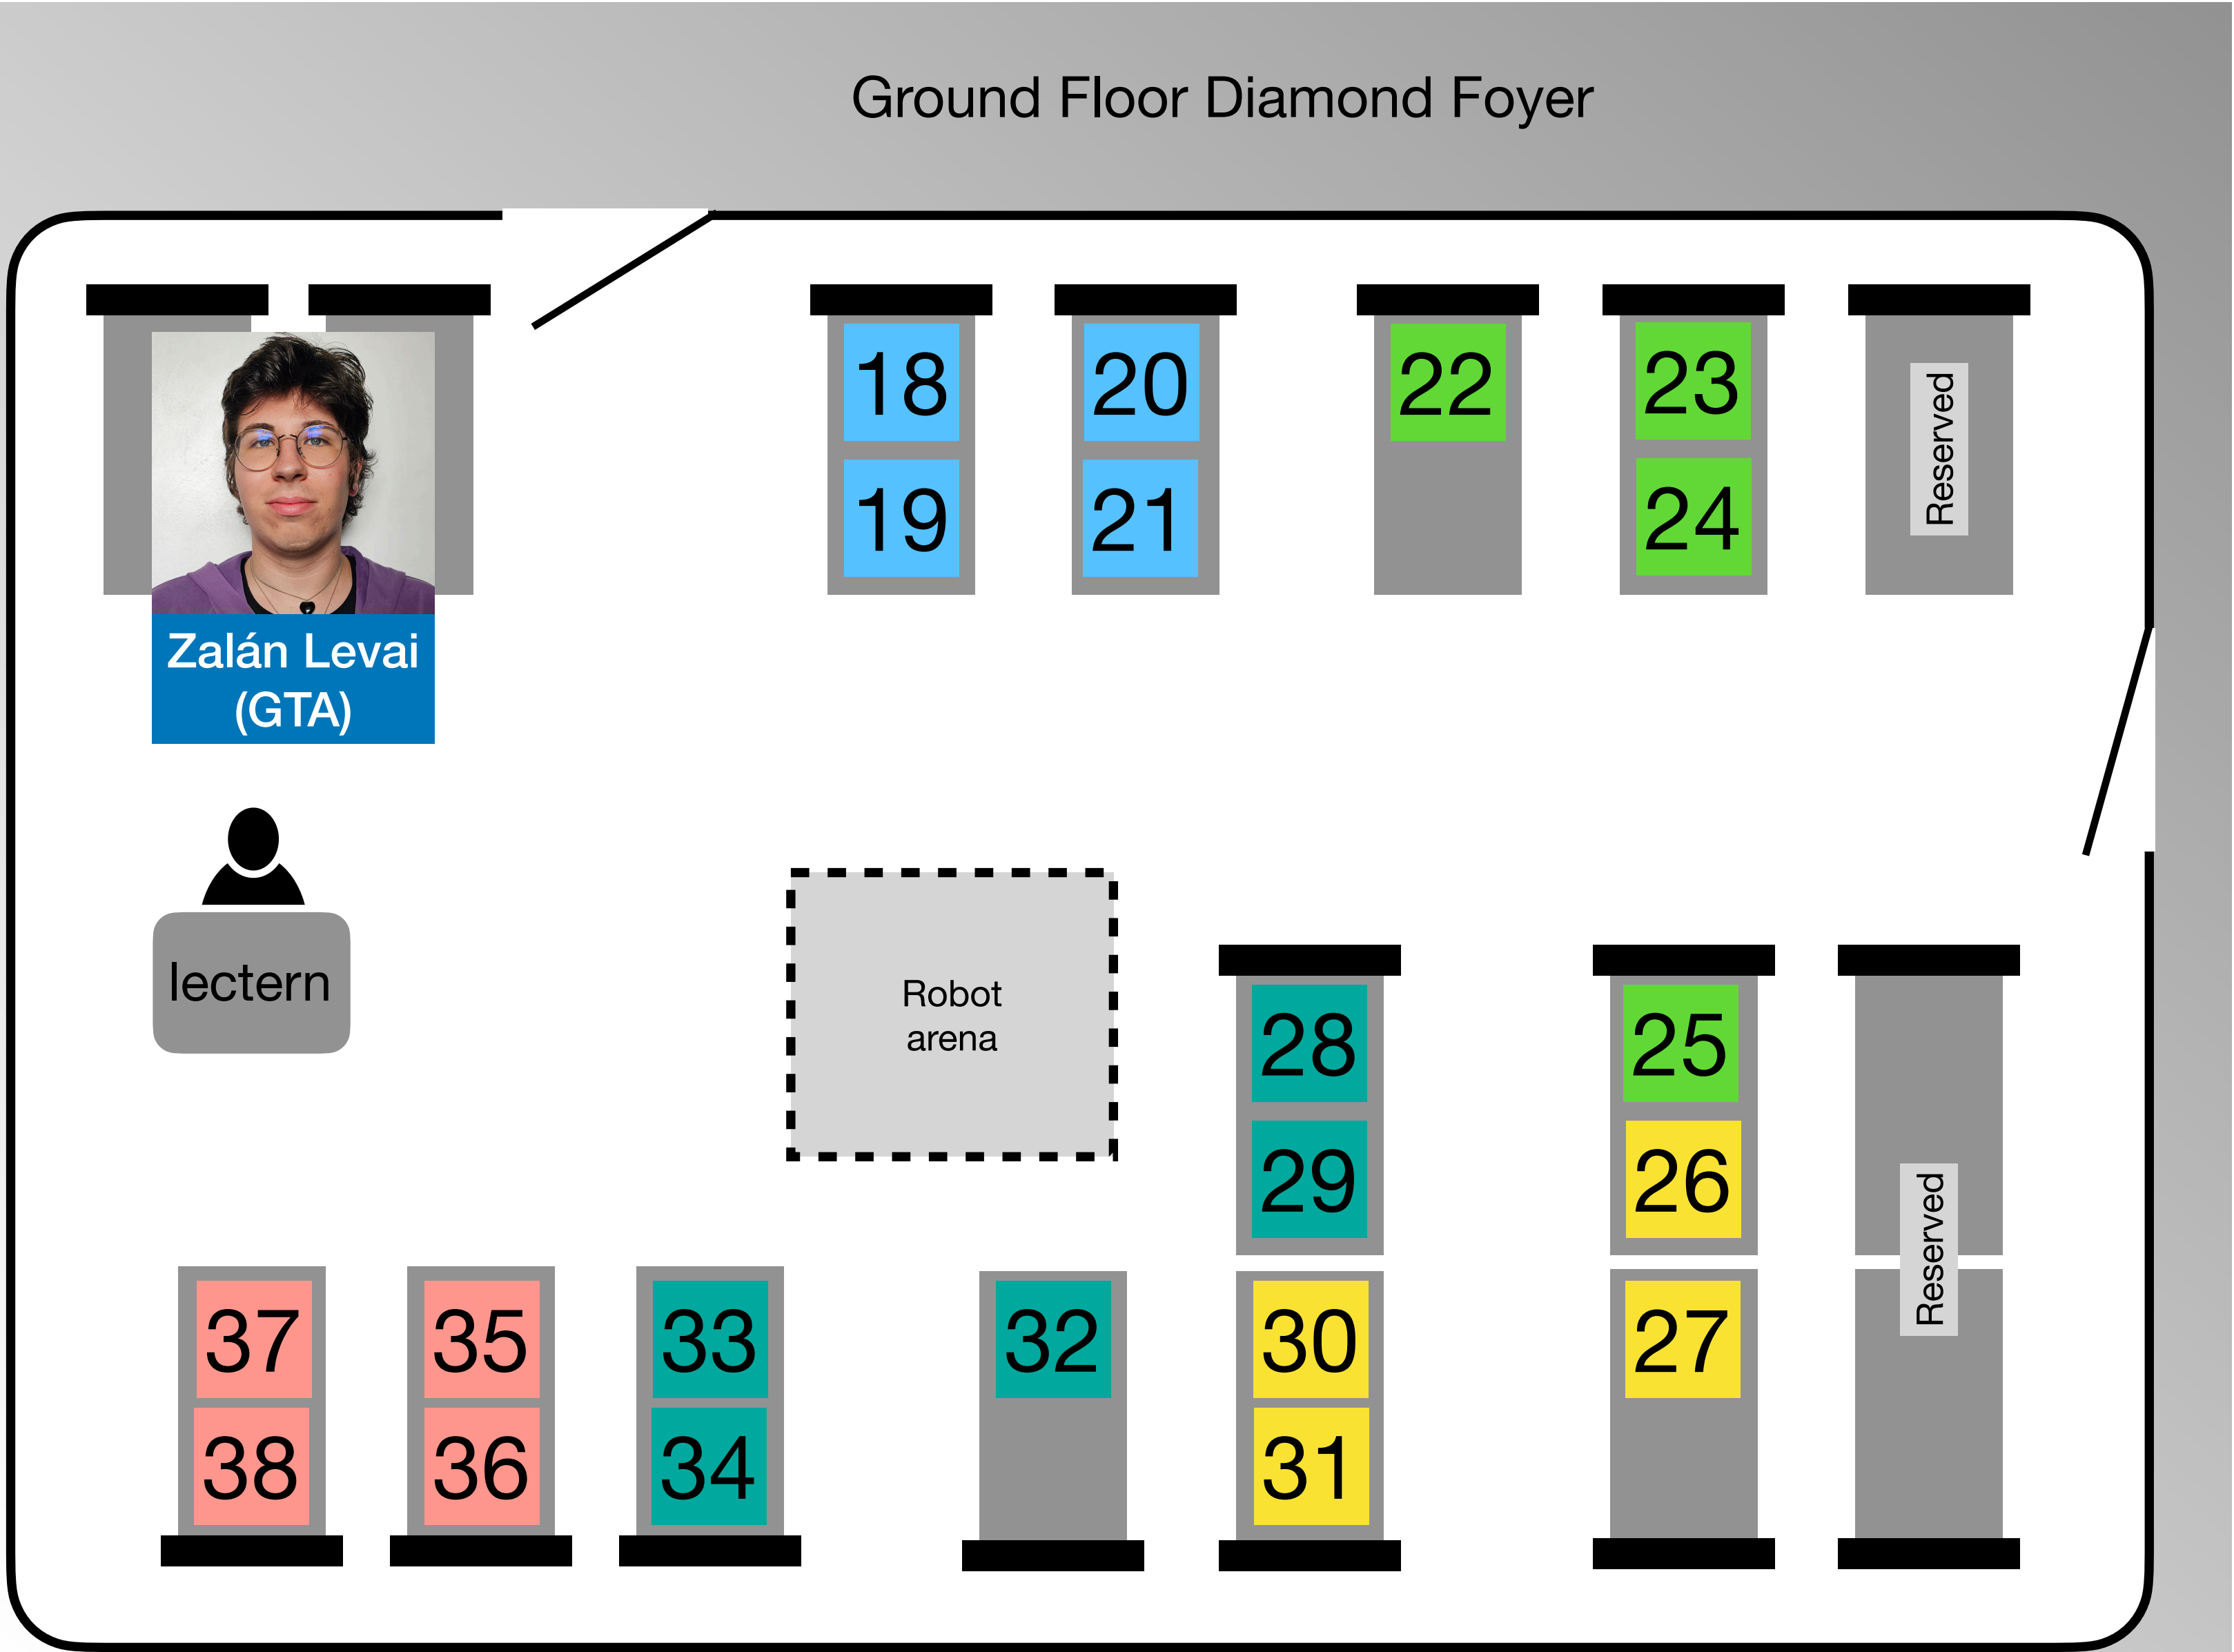 Ground Floor Diamond Foyer
18
20
22
23
Reserved
19
21
24
Zalán Levai
(GTA)
lectern
Robot
arena
28
25
29
26
Reserved
37
35
33
32
30
27
38
36
34
31